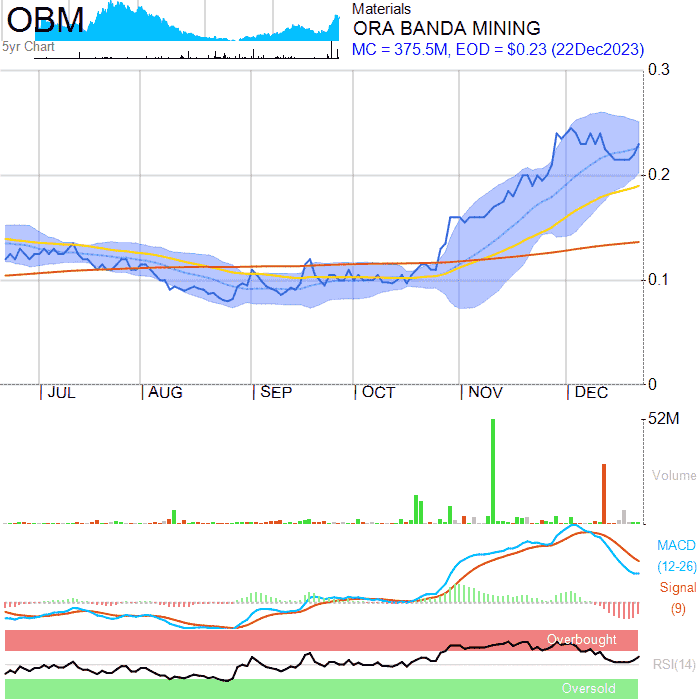 OBM
5yr Chart
Materials
ORA BANDA MINING
MC = 375.5M, EOD = $0.23 (22Dec2023)
0.3
0.2
0.1
0
JUL AUG SEP OCT NOV DEC
52M
Volume
MACD
(12-26)
Signal
(9)
Overbought
RSI(14)
Oversold